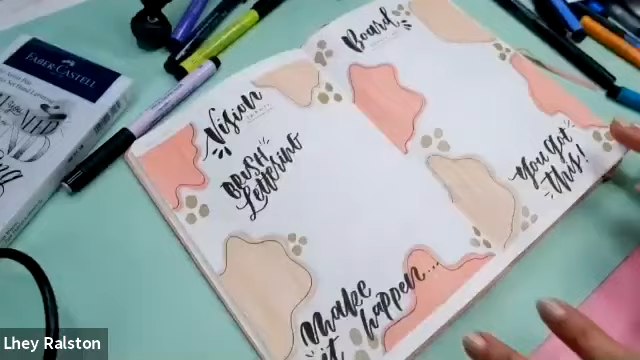 FABER-CASTELL
Vision
BRUSH
Lettering
Make
it happen...
Board
You Got
this!
Lhey Ralston